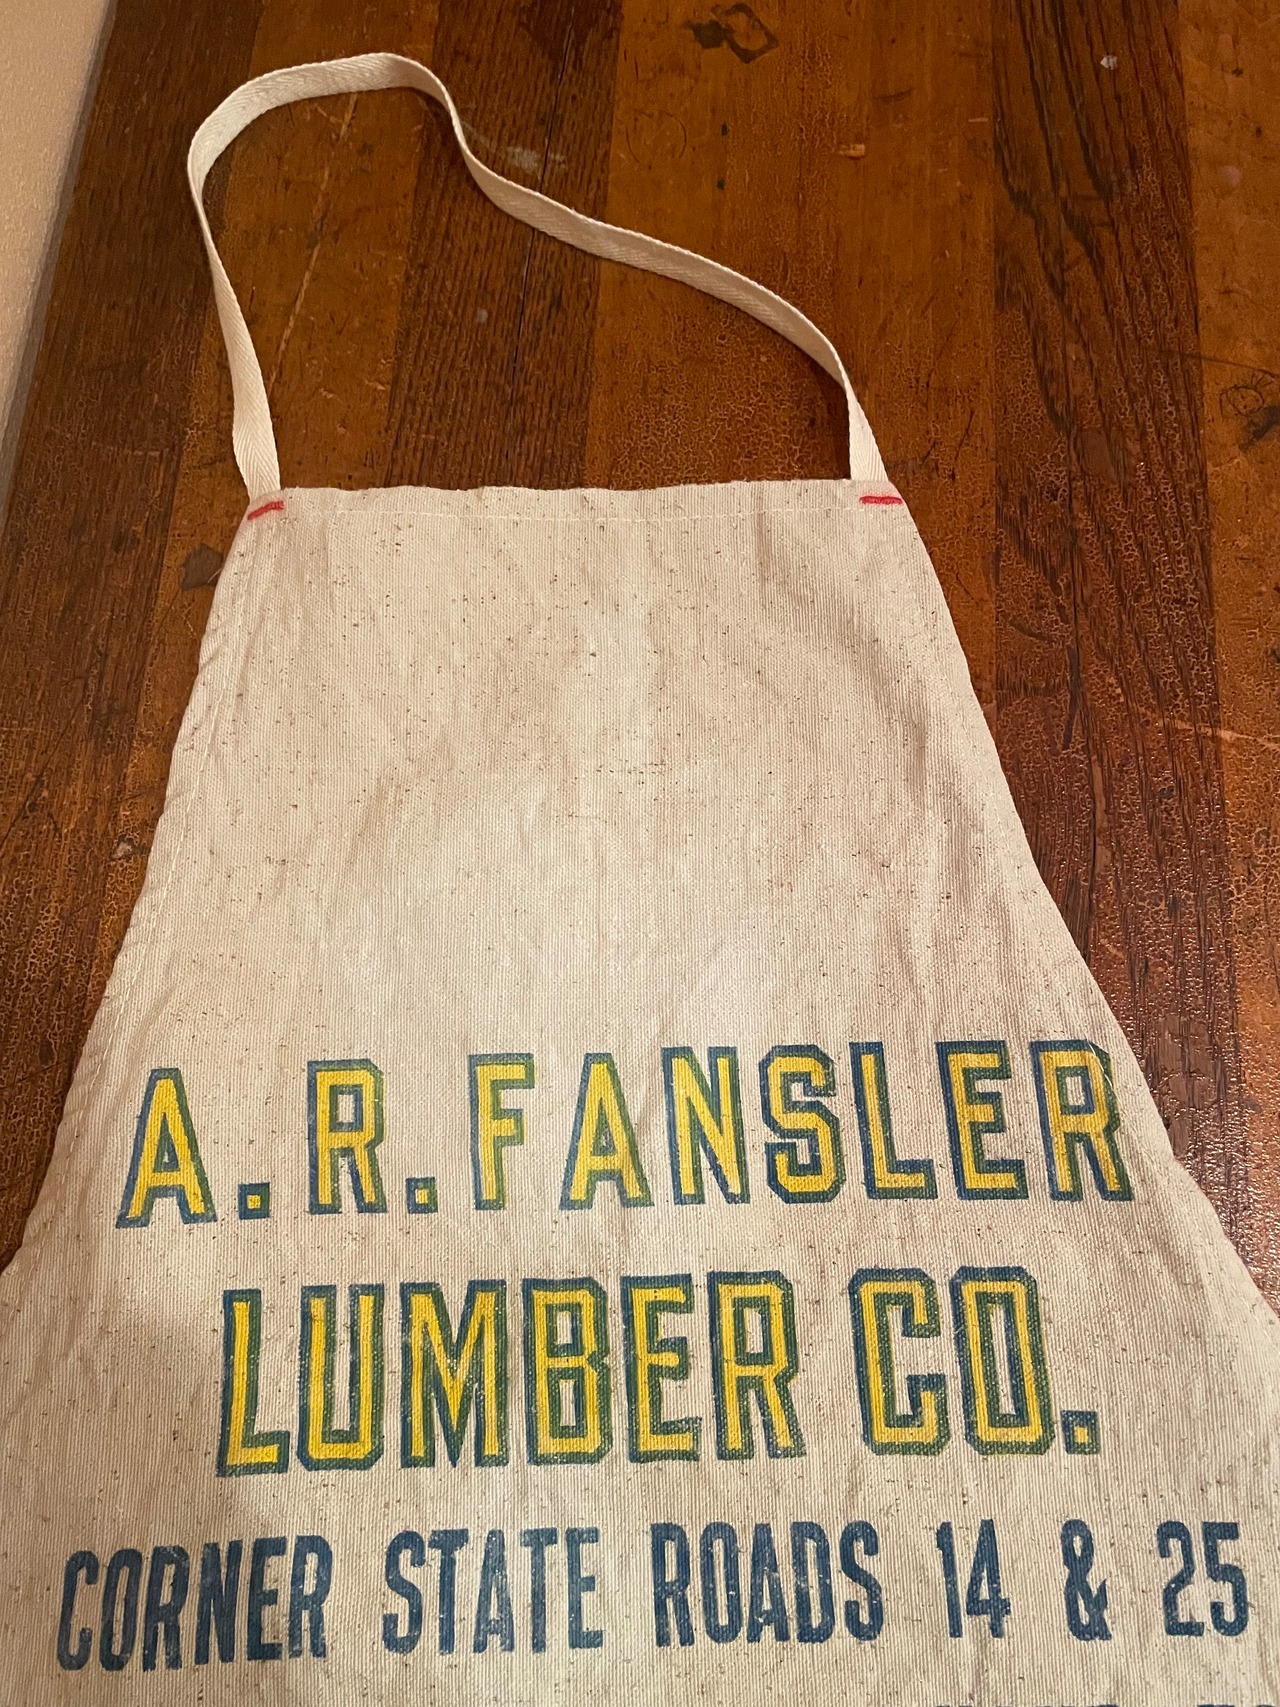 A.R.FANSLER
LUMBER CO.
CORNER STATE ROADS 14 & 25